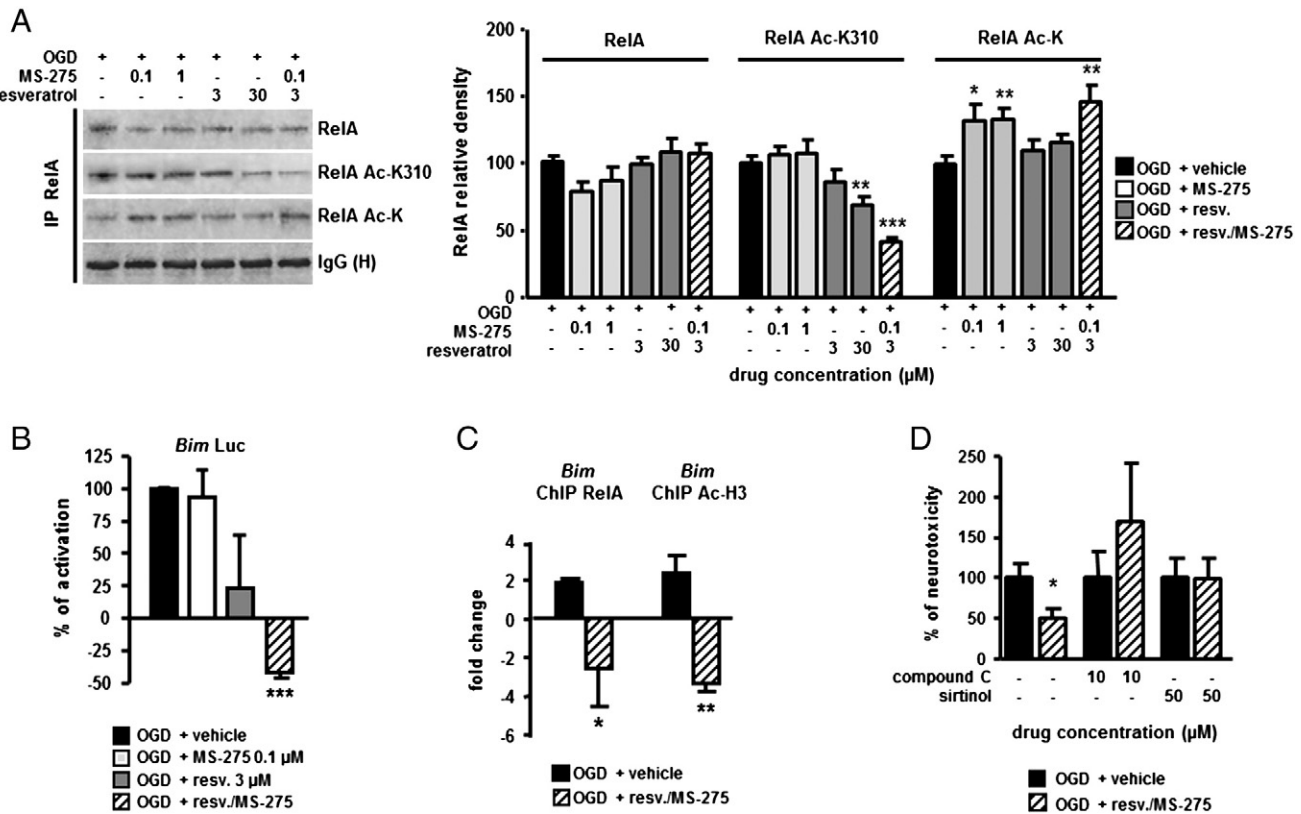 A
OGD + + + + + +
MS-275 - 0.1 1 - - 0.1
esveratrol - - - 3 30 3
IP RelA
RelA
RelA Ac-K310
RelA Ac-K
IgG (H)
RelA RelA Ac-K310 RelA Ac-K
RelA relative density
200
150
100
50
0
* ** ** *** ** 
OGD + vehicle
OGD + MS-275
OGD + resv.
OGD + resv./MS-275
OGD + + + + + + + + + + + + + + + + + +
MS-275 - 0.1 1 - - 0.1 - 0.1 1 - - 0.1 - 0.1 1 - - 0.1
resveratrol - - - 3 30 3 - - - 3 30 3 - - - 3 30 3
drug concentration (µM)
B
Bim Luc
% of activation
125
100
75
50
25
0
-25
-50
***
OGD + vehicle
OGD + MS-275 0.1 µM
OGD + resv. 3 µM
OGD + resv./MS-275
C
Bim Bim
ChIP RelA ChIP Ac-H3
fold change
4
2
0
-2
-4
-6
* **
OGD + vehicle
OGD + resv./MS-275
D
% of neurotoxicity
250
200
150
100
50
0
*
compound C - - 10 10 - -
sirtinol - - - - 50 50
drug concentration (µM)
OGD + vehicle
OGD + resv./MS-275